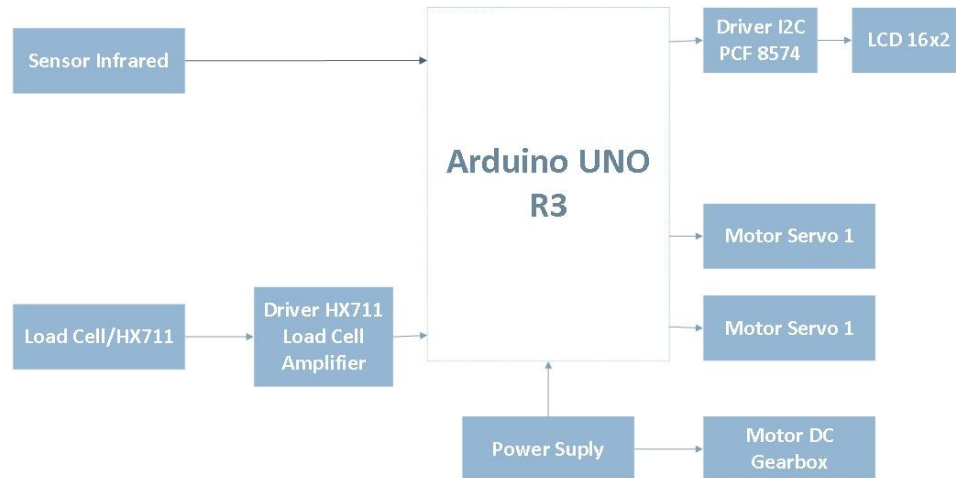 Sensor Infrared
Driver I2C
PCF 8574
LCD 16x2
Arduino UNO
R3
Motor Servo 1
Load Cell/HX711
Driver HX711
Load Cell
Amplifier
Motor Servo 1
Power Suply
Motor DC
Gearbox